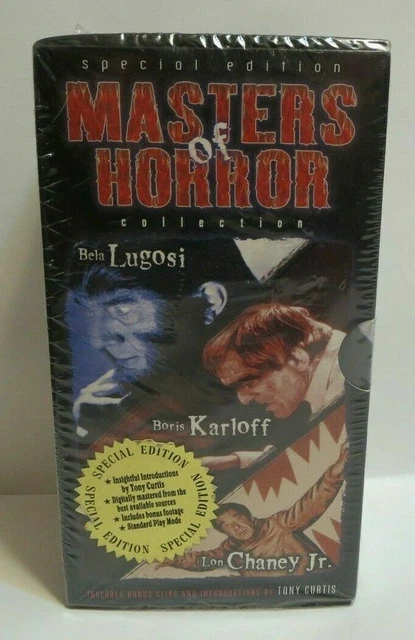 special edition
MASTERS
of
HORROR
collection
Bela Lugosi
Boris Karloff
SPECIAL EDITION
SPECIAL EDITION
SPECIAL EDITION
★ Insightful Introductions
by Tony Curtis
★ Digitally mastered from the
best available sources
★ Includes bonus footage
★ Standard Play Mode
Lon Chaney Jr.
INCLUDES BONUS CLIPS AND INTRODUCTIONS BY TONY CURTIS